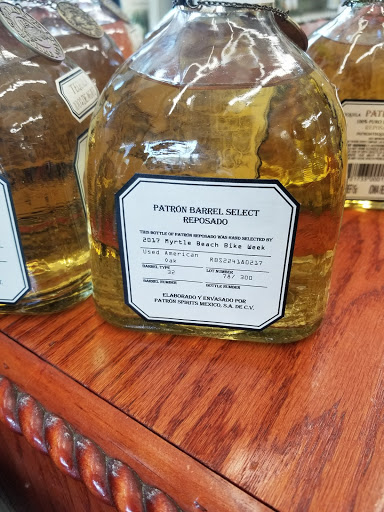 PATRÓN BARREL SELECT
REPOSADO
THIS BOTTLE OF PATRÓN REPOSADO WAS HAND SELECTED BY
2017 Myrtle Beach Bike Week
Used American
Oak
BARREL TYPE
LOT NUMBER
32
78/ 300
BARREL NUMBER
BOTTLE NUMBER
ELABORADO Y ENVASADO POR
PATRÓN SPIRITS MEXICO, S.A. DE C.V.